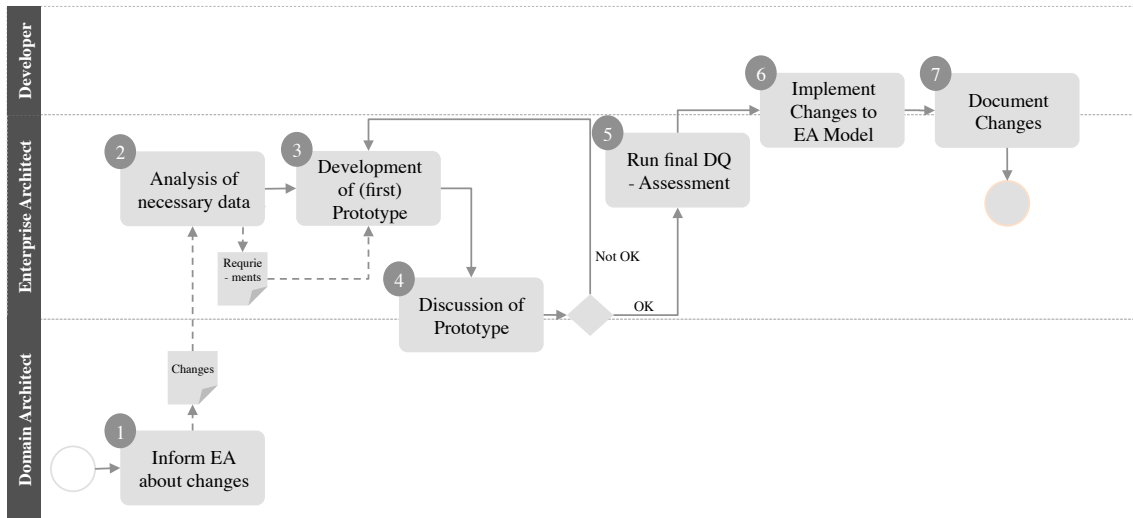 Developer
Enterprise Architect
Domain Architect
1
Inform EA
about changes
Changes
2
Analysis of
necessary data
Requrie
- ments
3
Development
of (first)
Prototype
4
Discussion of
Prototype
Not OK
OK
5
Run final DQ
- Assessment
6
Implement
Changes to
EA Model
7
Document
Changes